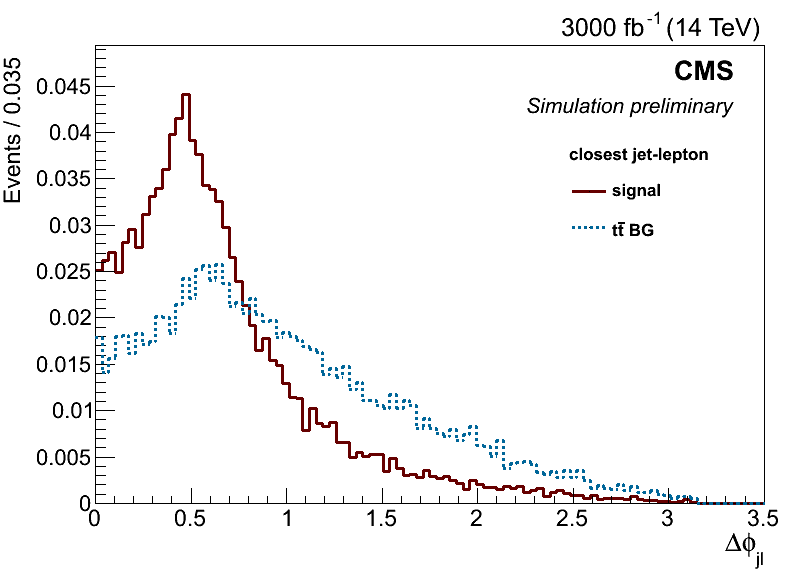 3000 fb⁻¹ (14 TeV)
Events / 0.035
CMS
Simulation preliminary
closest jet-lepton
signal
tt̄ BG
0.045
0.04
0.035
0.03
0.025
0.02
0.015
0.01
0.005
0
0 0.5 1 1.5 2 2.5 3 3.5
Δϕjl